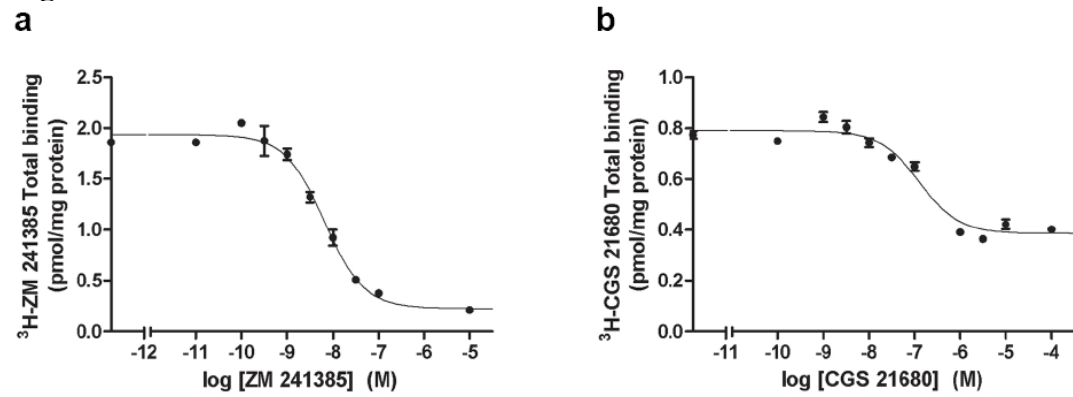 a
b
³H-ZM 241385 Total binding
(pmol/mg protein)
2.5
2.0
1.5
1.0
0.5
0.0
-12 -11 -10 -9 -8 -7 -6 -5
log [ZM 241385] (M)
³H-CGS 21680 Total binding
(pmol/mg protein)
1.0
0.8
0.6
0.4
0.2
0.0
-11 -10 -9 -8 -7 -6 -5 -4
log [CGS 21680] (M)